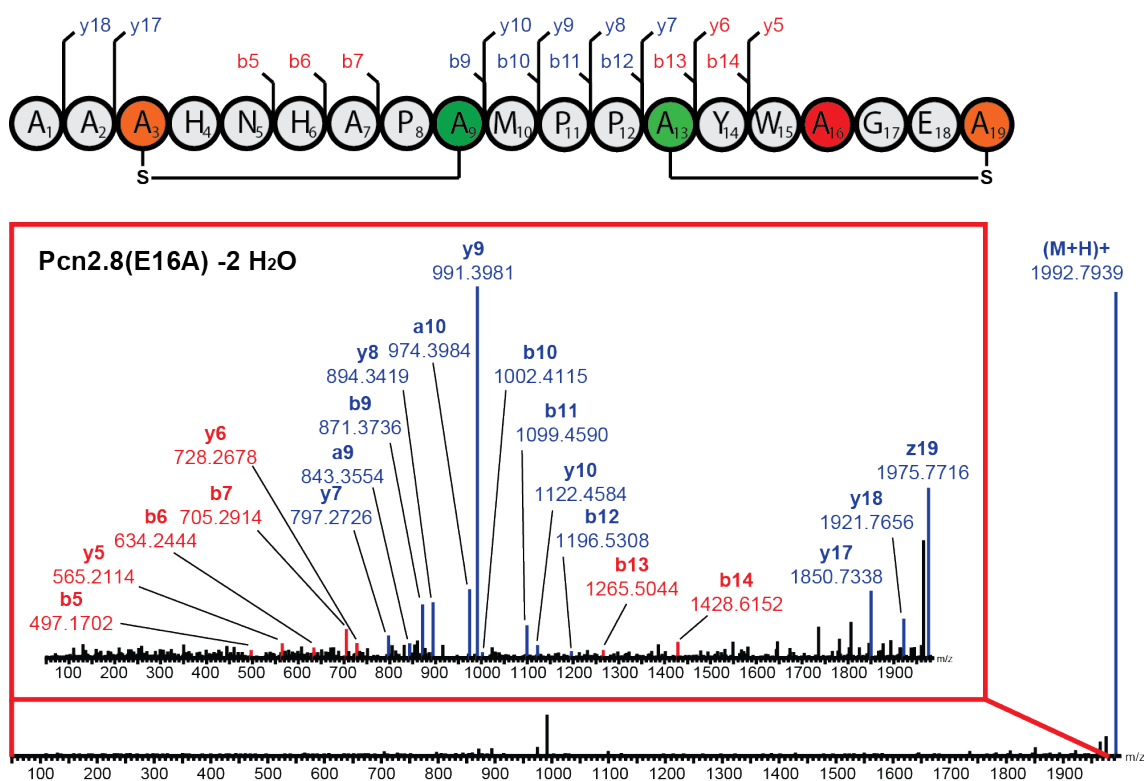 y18 y17 y10 y9 y8 y7 y6 y5
b5 b6 b7 b9 b10 b11 b12 b13 b14
A1 A2 A3 H4 N5 H6 A7 P8 A9 M10 P11 P12 A13 Y14 W15 A16 G17 E18 A19
S S
Pcn2.8(E16A) -2 H2O
y9
991.3981
(M+H)+
1992.7939
a10
974.3984
y8
894.3419
b10
1002.4115
b9
871.3736
b11
1099.4590
y6
728.2678
a9
843.3554
z19
1975.7716
y10
1122.4584
b7
705.2914
y7
797.2726
y18
1921.7656
b6
634.2444
b12
1196.5308
y5
565.2114
b13
1265.5044
y17
1850.7338
b14
1428.6152
b5
497.1702
100 200 300 400 500 600 700 800 900 1000 1100 1200 1300 1400 1500 1600 1700 1800 1900 m/z
100 200 300 400 500 600 700 800 900 1000 1100 1200 1300 1400 1500 1600 1700 1800 1900 m/z